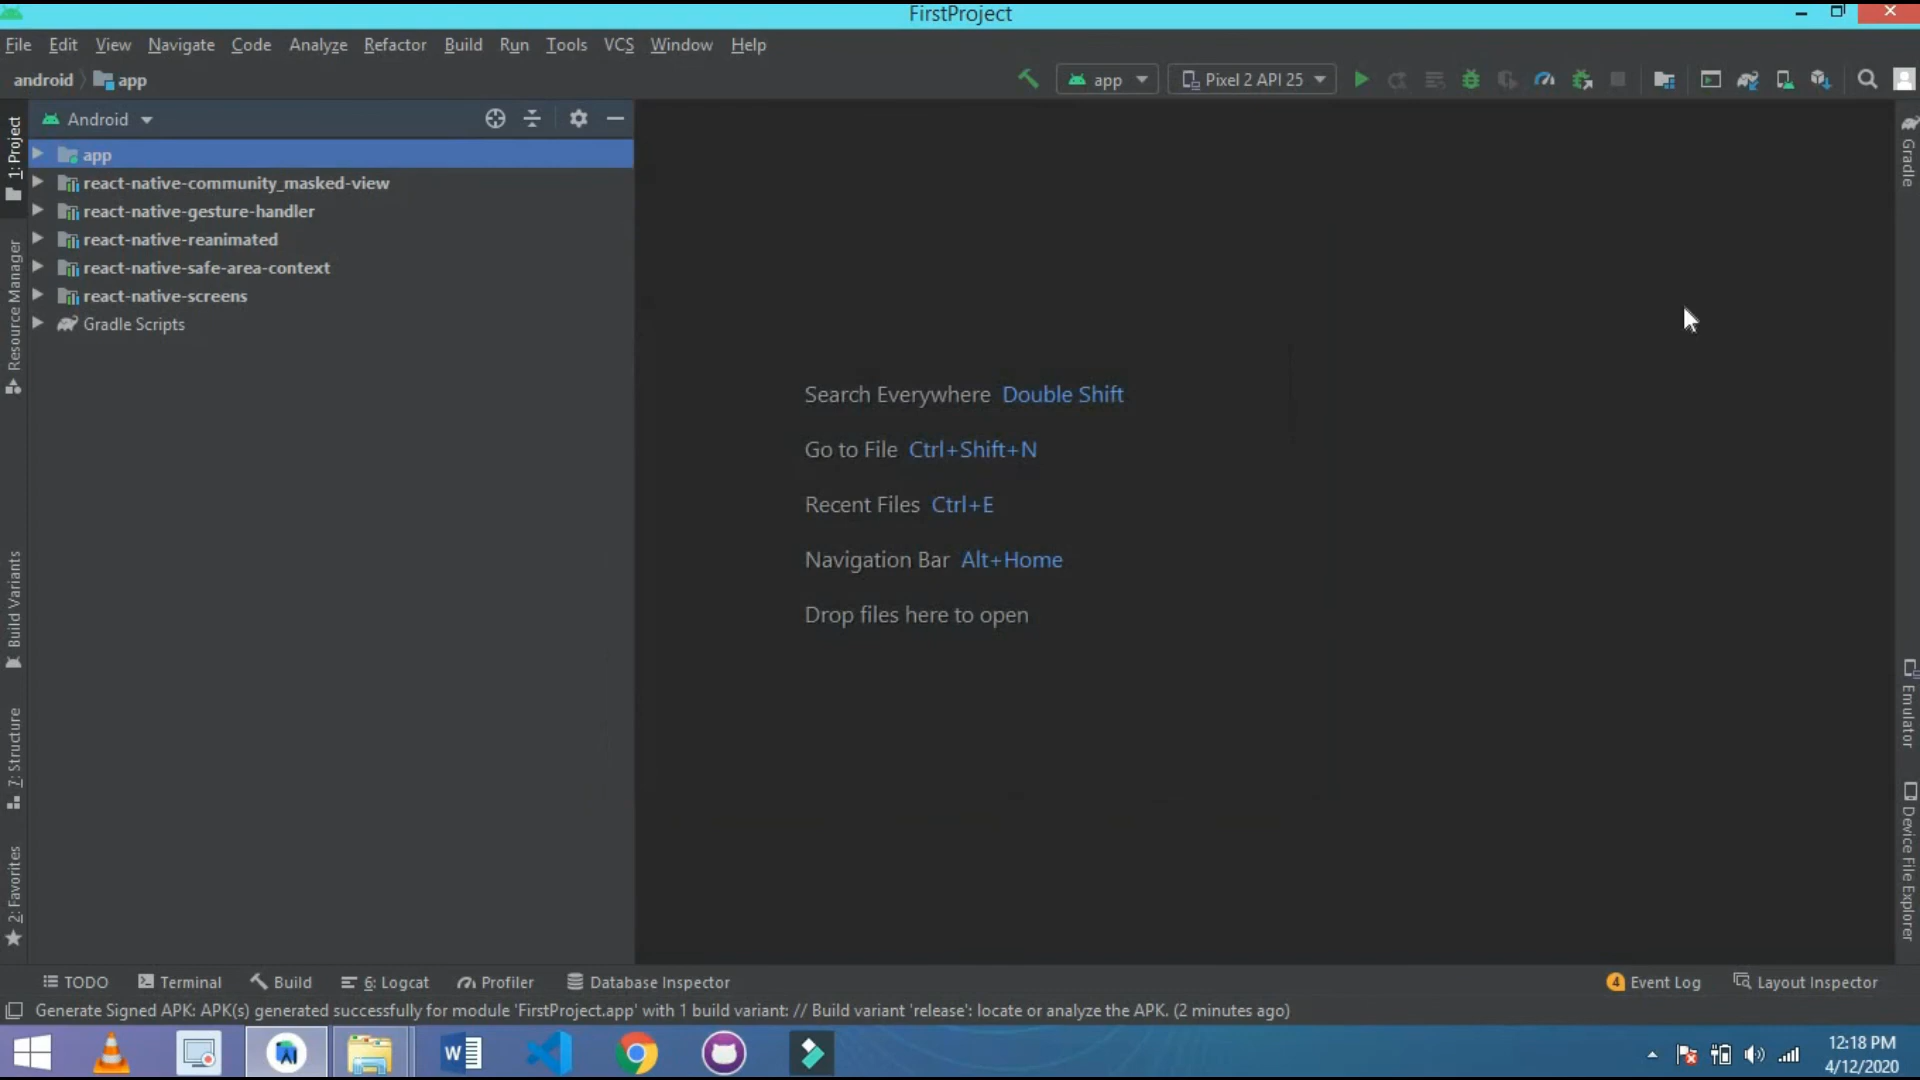 FirstProject
File Edit View Navigate Code Analyze Refactor Build Run Tools VCS Window Help
android app
app Pixel 2 API 25
1: Project
Resource Manager
Build Variants
7: Structure
2: Favorites
Android
app
react-native-community_masked-view
react-native-gesture-handler
react-native-reanimated
react-native-safe-area-context
react-native-screens
Gradle Scripts
Search Everywhere Double Shift
Go to File Ctrl+Shift+N
Recent Files Ctrl+E
Navigation Bar Alt+Home
Drop files here to open
Gradle
Emulator
Device File Explorer
TODO Terminal Build 6: Logcat Profiler Database Inspector 4 Event Log Layout Inspector
Generate Signed APK: APK(s) generated successfully for module 'FirstProject.app' with 1 build variant: // Build variant 'release': locate or analyze the APK. (2 minutes ago)
12:18 PM
4/12/2020